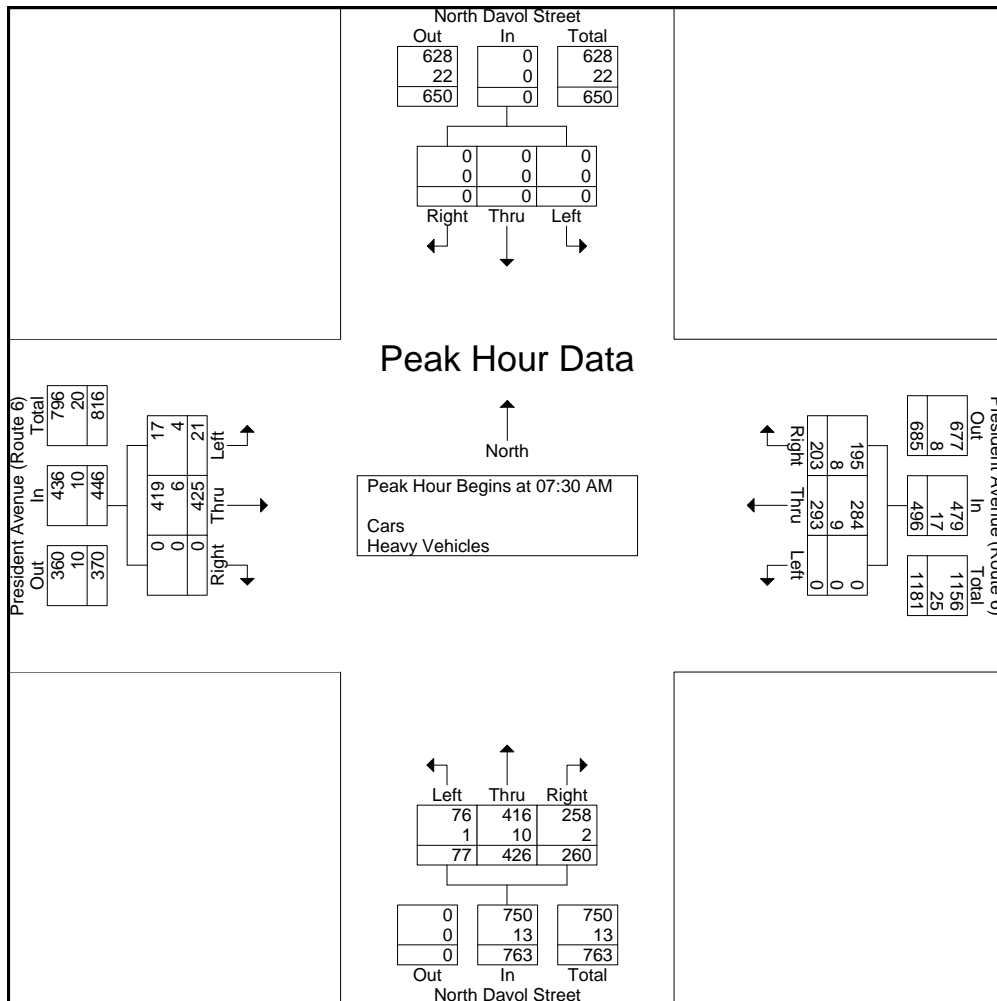 North Davol Street
Out In Total
628 0 628
22 0 22
650 0 650
0 0 0
0 0 0
0 0 0
Right Thru Left
Peak Hour Data
North
Peak Hour Begins at 07:30 AM
Cars
Heavy Vehicles
President Avenue (Route 6)
Total In Out
796 436 360
20 10 10
816 446 370
17 419 0
4 6 0
21 425 0
Left Thru Right
President Avenue (Route 6)
Out In Total
677 479 1156
8 17 25
685 496 1181
195 284 0
8 9 0
203 293 0
Right Thru Left
Left Thru Right
76 416 258
1 10 2
77 426 260
0 750 750
0 13 13
0 763 763
Out In Total
North Davol Street